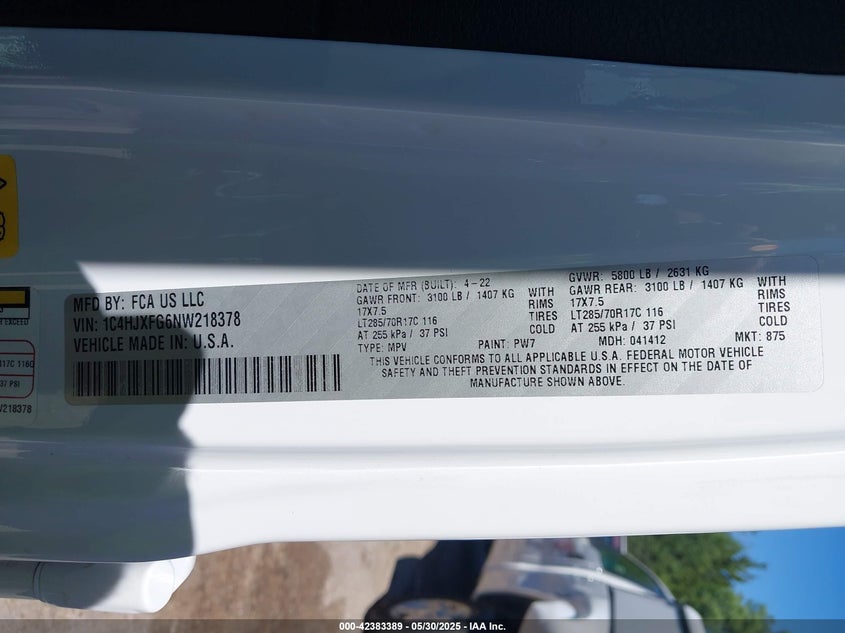 MFD BY: FCA US LLC
VIN: 1C4HJXFG6NW218378
VEHICLE MADE IN: U.S.A.
DATE OF MFR (BUILT): 4-22
GAWR FRONT: 3100 LB / 1407 KG WITH
17X7.5 RIMS
LT285/70R17C 116 TIRES
AT 255 kPa / 37 PSI COLD
TYPE: MPV PAINT: PW7
GVWR: 5800 LB / 2631 KG
GAWR REAR: 3100 LB / 1407 KG WITH
17X7.5 RIMS
LT285/70R17C 116 TIRES
AT 255 kPa / 37 PSI COLD
MDH: 041412 MKT: 875
THIS VEHICLE CONFORMS TO ALL APPLICABLE U.S.A. FEDERAL MOTOR VEHICLE
SAFETY AND THEFT PREVENTION STANDARDS IN EFFECT ON THE DATE OF
MANUFACTURE SHOWN ABOVE.
EXCEED
37 PSI
W218378
000-42383389 - 05/30/2025 - IAA Inc.